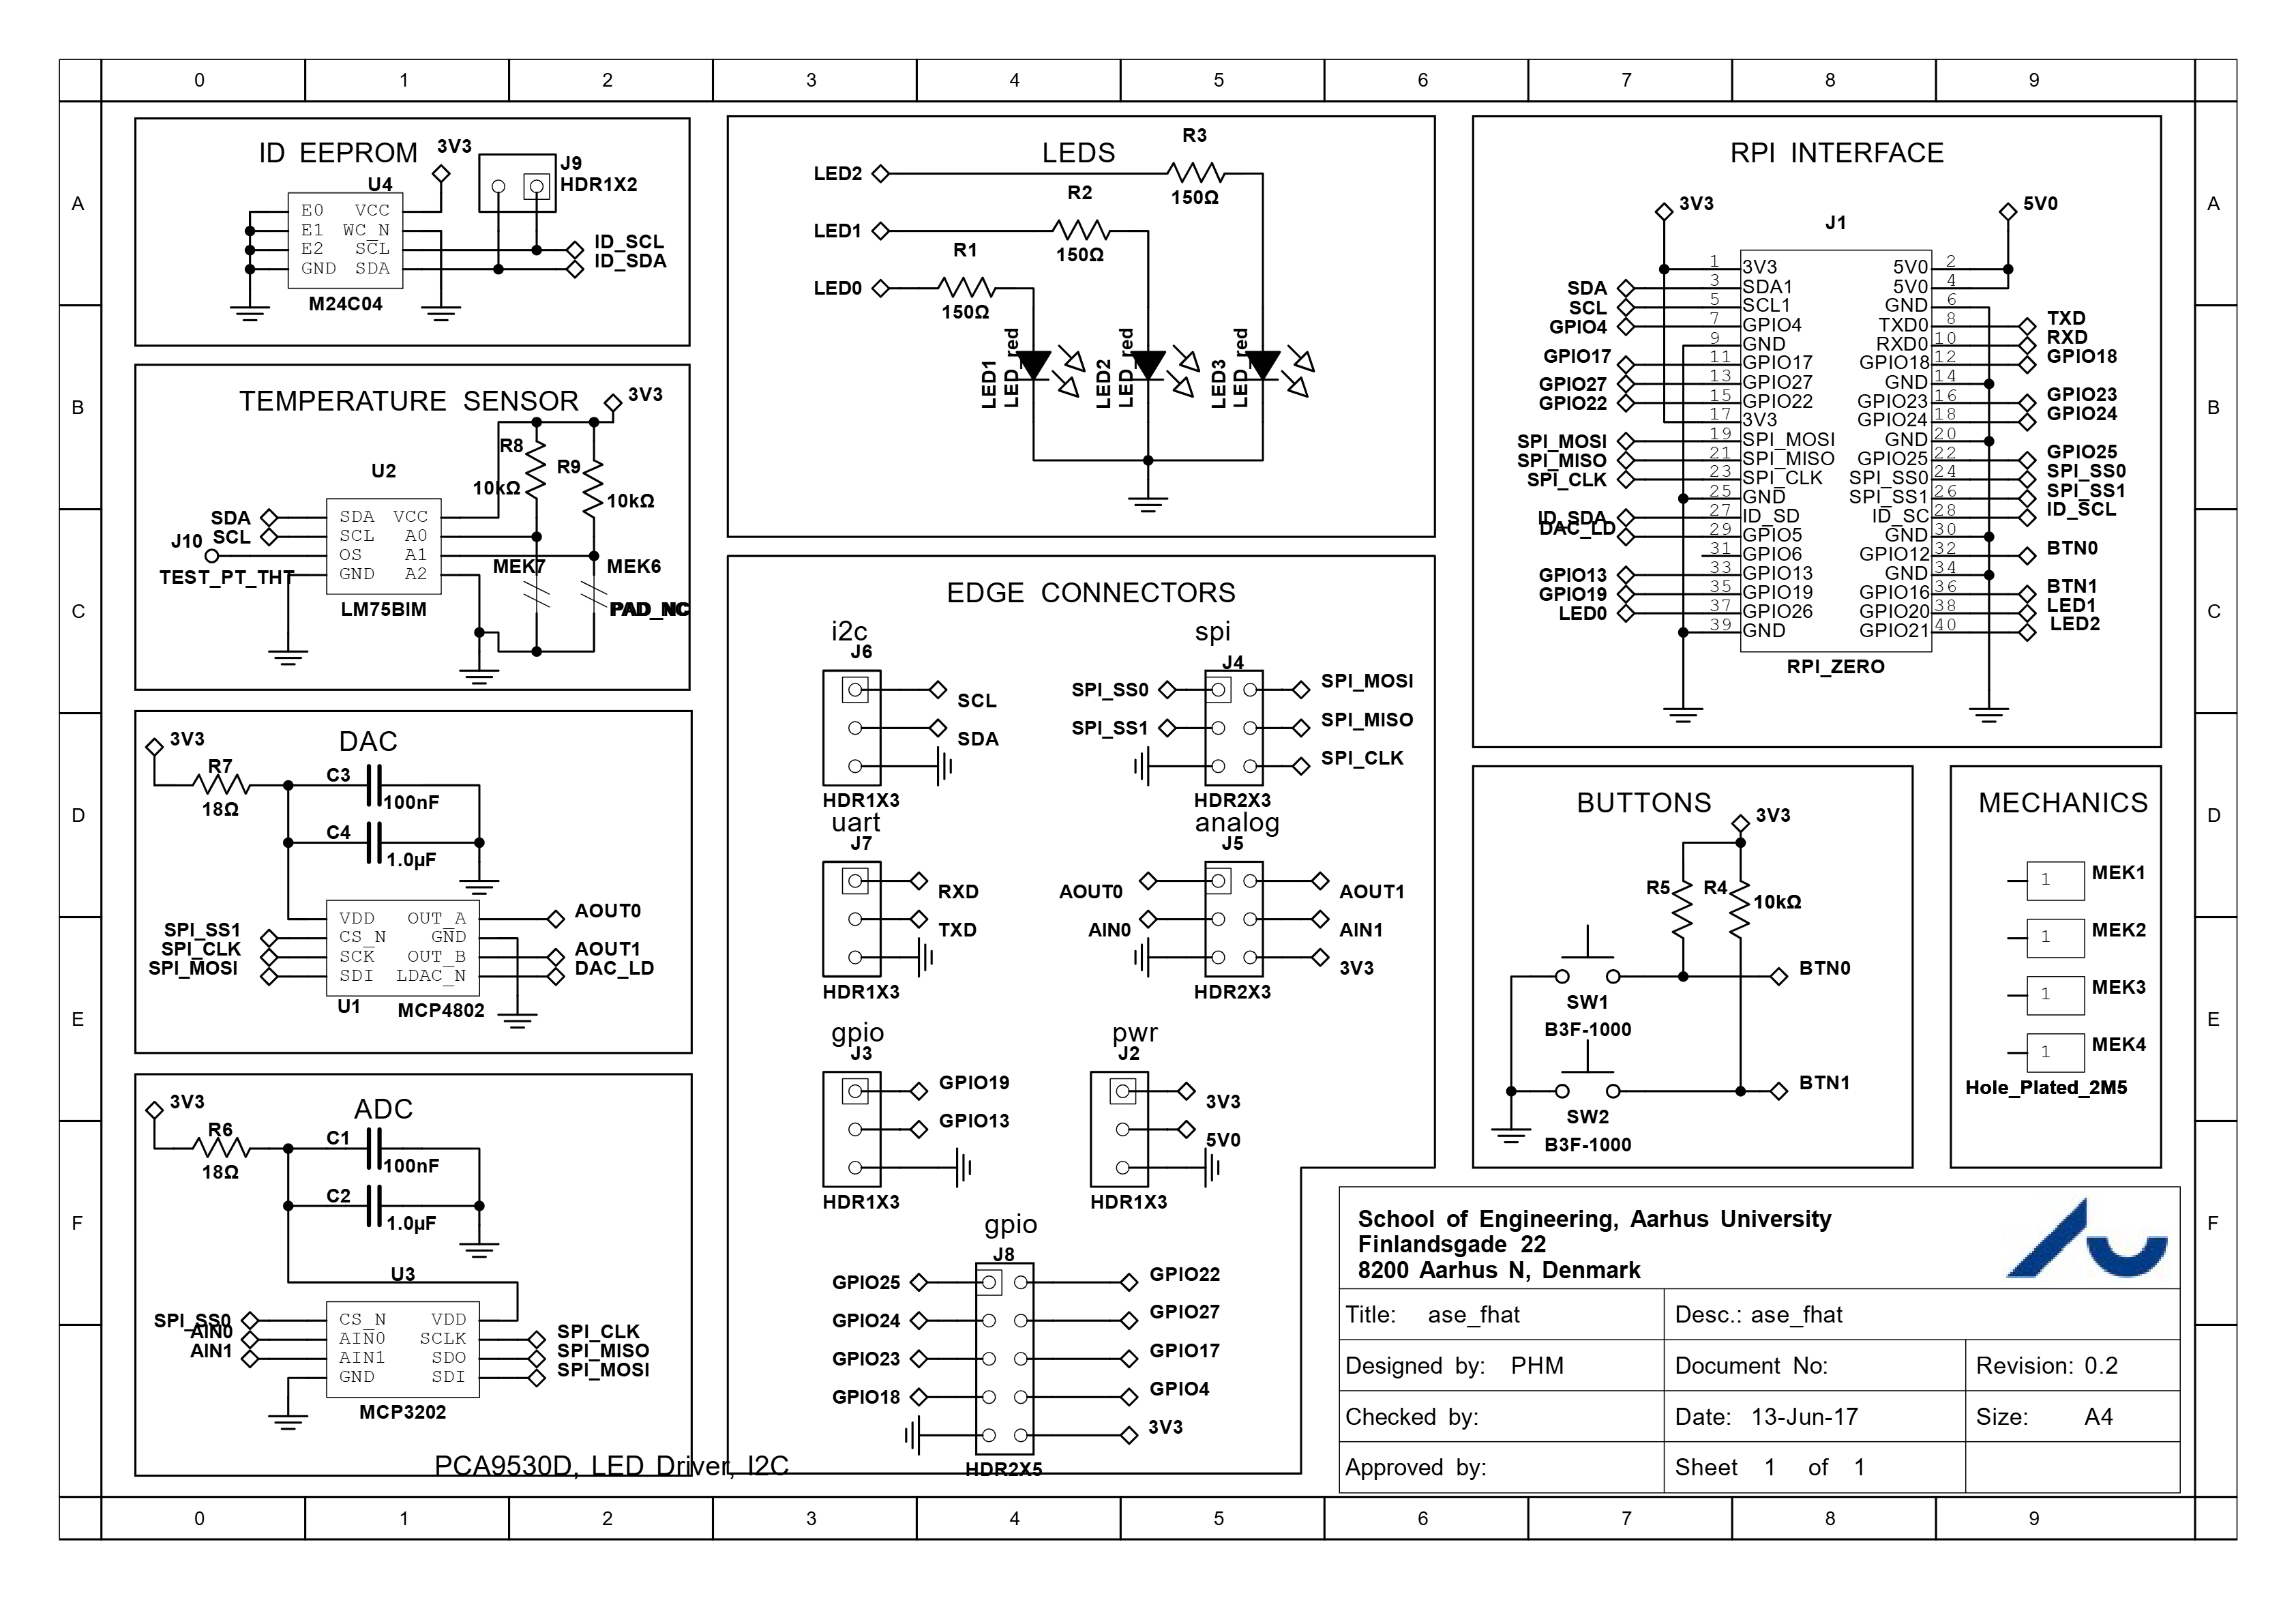 0 1 2 3 4 5 6 7 8 9
A
B
C
D
E
F
ID EEPROM
3V3
J9
HDR1X2
U4
E0 VCC
E1 WC_N
E2 SCL
GND SDA
M24C04
ID_SCL
ID_SDA
TEMPERATURE SENSOR
3V3
R8
10kΩ
R9
10kΩ
U2
SDA
SCL
J10
TEST_PT_THT
SDA VCC
SCL A0
OS A1
GND A2
LM75BIM
MEK7
MEK6
PAD_NC
DAC
3V3
R7
18Ω
C3
100nF
C4
1.0µF
SPI_SS1
SPI_CLK
SPI_MOSI
VDD OUT_A
CS_N GND
SCK OUT_B
SDI LDAC_N
U1
MCP4802
AOUT0
AOUT1
DAC_LD
ADC
3V3
R6
18Ω
C1
100nF
C2
1.0µF
U3
SPI_SS0
AIN0
AIN1
CS_N VDD
AIN0 SCLK
AIN1 SDO
GND SDI
MCP3202
SPI_CLK
SPI_MISO
SPI_MOSI
PCA9530D, LED Driver, I2C
LEDS
LED2
R3
150Ω
LED1
R2
150Ω
LED0
R1
150Ω
LED1
LED_red
LED2
LED_red
LED3
LED_red
EDGE CONNECTORS
i2c
J6
SCL
SDA
HDR1X3
spi
J4
SPI_SS0
SPI_SS1
SPI_MOSI
SPI_MISO
SPI_CLK
HDR2X3
uart
J7
RXD
TXD
HDR1X3
analog
J5
AOUT0
AIN0
AOUT1
AIN1
3V3
HDR2X3
gpio
J3
GPIO19
GPIO13
HDR1X3
pwr
J2
3V3
5V0
HDR1X3
gpio
J8
GPIO25 GPIO22
GPIO24 GPIO27
GPIO23 GPIO17
GPIO18 GPIO4
3V3
HDR2X5
RPI INTERFACE
3V3
5V0
J1
1 3V3 5V0 2
SDA 3 SDA1 5V0 4
SCL 5 SCL1 GND 6
GPIO4 7 GPIO4 TXD0 8 TXD
9 GND RXD0 10 RXD
GPIO17 11 GPIO17 GPIO18 12 GPIO18
GPIO27 13 GPIO27 GND 14
GPIO22 15 GPIO22 GPIO23 16 GPIO23
17 3V3 GPIO24 18 GPIO24
SPI_MOSI 19 SPI_MOSI GND 20
SPI_MISO 21 SPI_MISO GPIO25 22 GPIO25
SPI_CLK 23 SPI_CLK SPI_SS0 24 SPI_SS0
25 GND SPI_SS1 26 SPI_SS1
ID_SDA 27 ID_SD ID_SC 28 ID_SCL
DAC_LD 29 GPIO5 GND 30
31 GPIO6 GPIO12 32 BTN0
GPIO13 33 GPIO13 GND 34
GPIO19 35 GPIO19 GPIO16 36 BTN1
LED0 37 GPIO26 GPIO20 38 LED1
39 GND GPIO21 40 LED2
RPI_ZERO
BUTTONS
3V3
R5 R4
10kΩ
BTN0
SW1
B3F-1000
BTN1
SW2
B3F-1000
MECHANICS
1 MEK1
1 MEK2
1 MEK3
1 MEK4
Hole_Plated_2M5
School of Engineering, Aarhus University
Finlandsgade 22
8200 Aarhus N, Denmark
Title: ase_fhat Desc.: ase_fhat
Designed by: PHM Document No: Revision: 0.2
Checked by: Date: 13-Jun-17 Size: A4
Approved by: Sheet 1 of 1
A
B
C
D
E
F
0 1 2 3 4 5 6 7 8 9